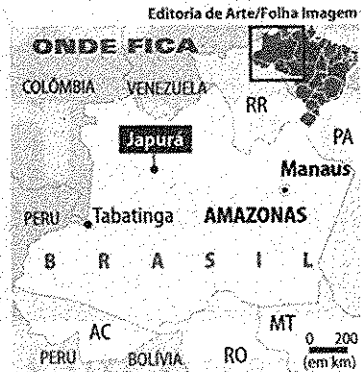 Editoria de Arte/Folha Imagem
ONDE FICA
COLÔMBIA
VENEZUELA
RR
PA
Japurá
Manaus
PERU
Tabatinga
AMAZONAS
BRASIL
AC
MT
0 200
(em km)
PERU
BOLÍVIA
RO